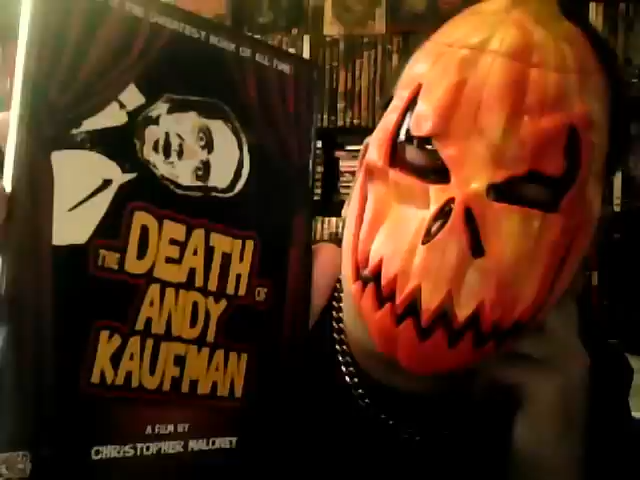 THE GREATEST HOAX OF ALL TIME
THE DEATH OF
ANDY
KAUFMAN
A FILM BY
CHRISTOPHER MALONEY